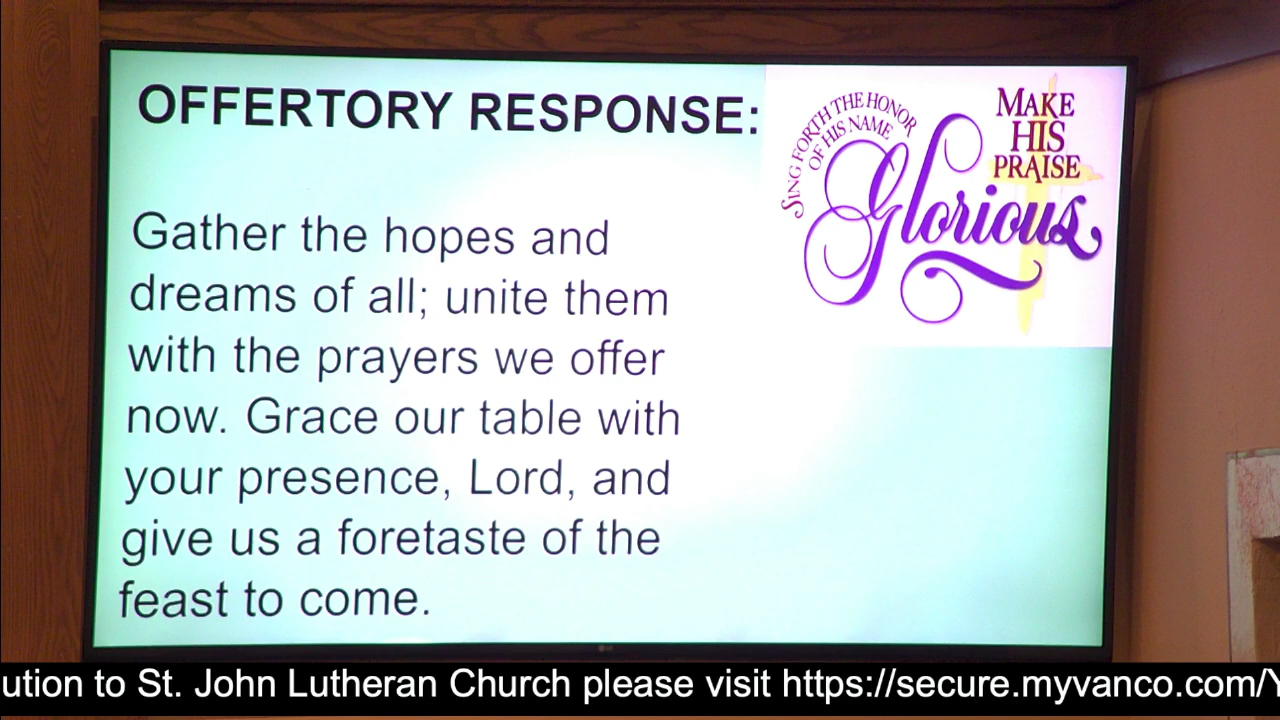 OFFERTORY RESPONSE:
Gather the hopes and
dreams of all; unite them
with the prayers we offer
now. Grace our table with
your presence, Lord, and
give us a foretaste of the
feast to come.
SING FORTH THE HONOR
OF HIS NAME
MAKE
HIS
PRAISE
Glorious
LG
ution to St. John Lutheran Church please visit https://secure.myvanco.com/Y